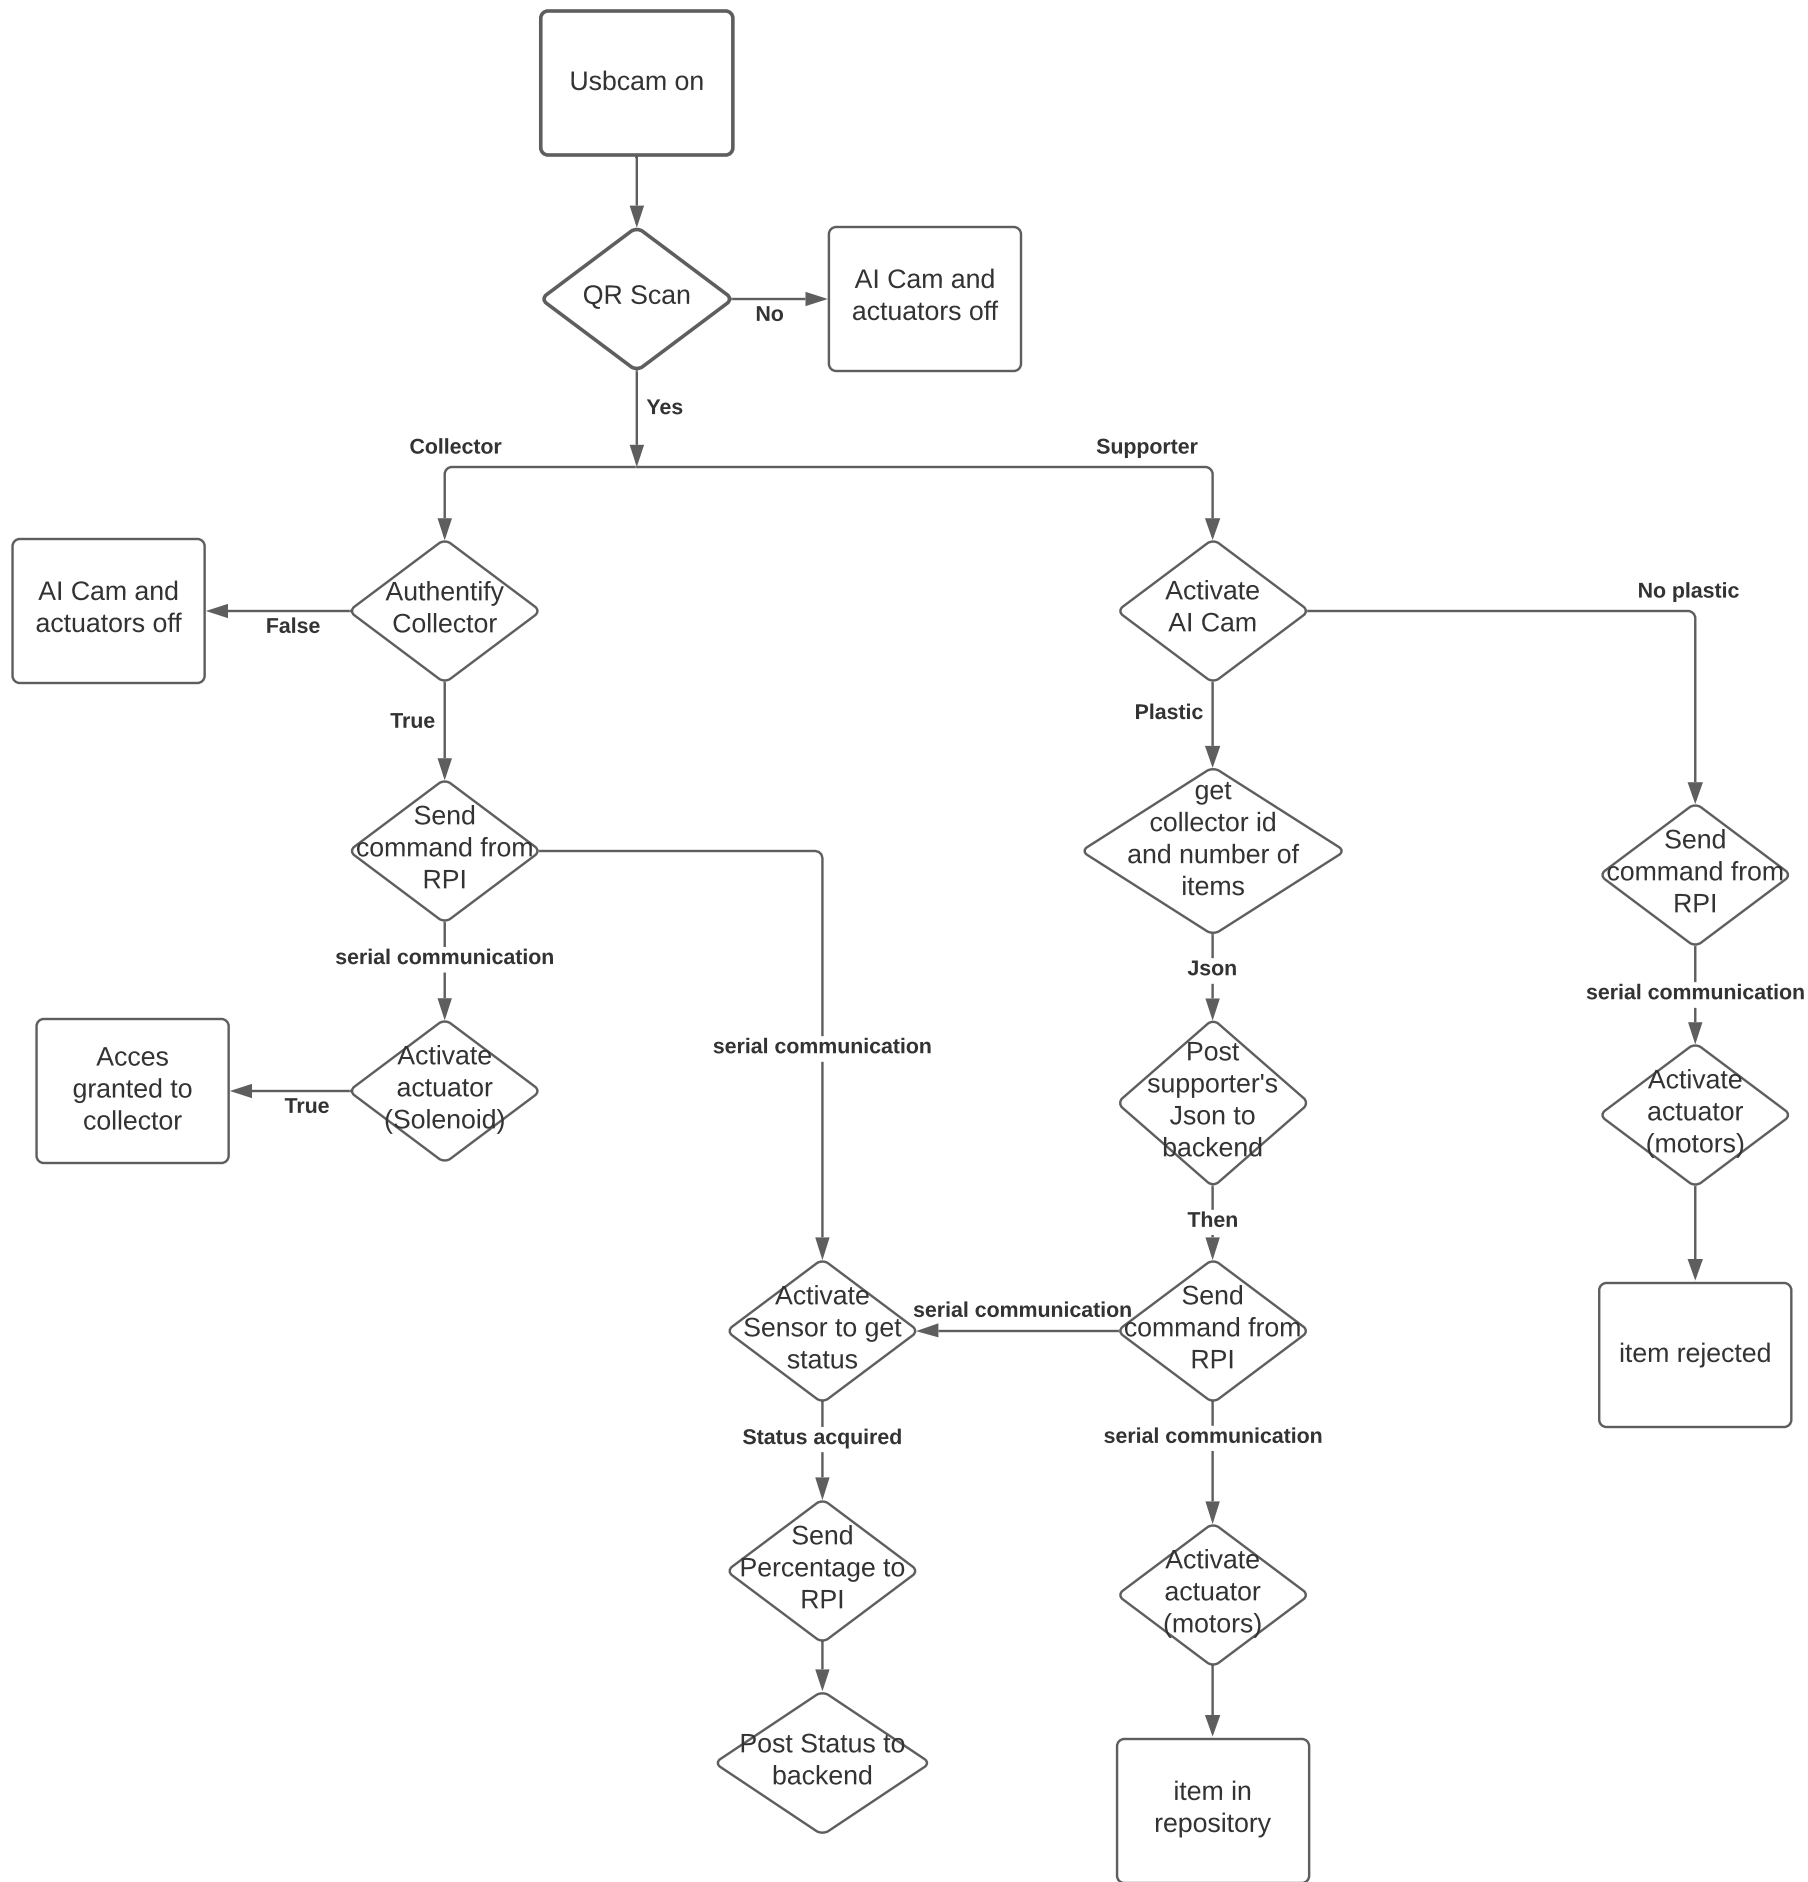 Usbcam on
QR Scan
No
AI Cam and
actuators off
Yes
Collector
Supporter
AI Cam and
actuators off
False
Authentify
Collector
Activate
AI Cam
No plastic
True
Plastic
Send
command from
RPI
get
collector id
and number of
items
Send
command from
RPI
serial communication
Json
serial communication
Acces
granted to
collector
True
Activate
actuator
(Solenoid)
serial communication
Post
supporter's
Json to
backend
Activate
actuator
(motors)
Then
Activate
Sensor to get
status
serial communication
Send
command from
RPI
item rejected
Status acquired
serial communication
Send
Percentage to
RPI
Activate
actuator
(motors)
Post Status to
backend
item in
repository